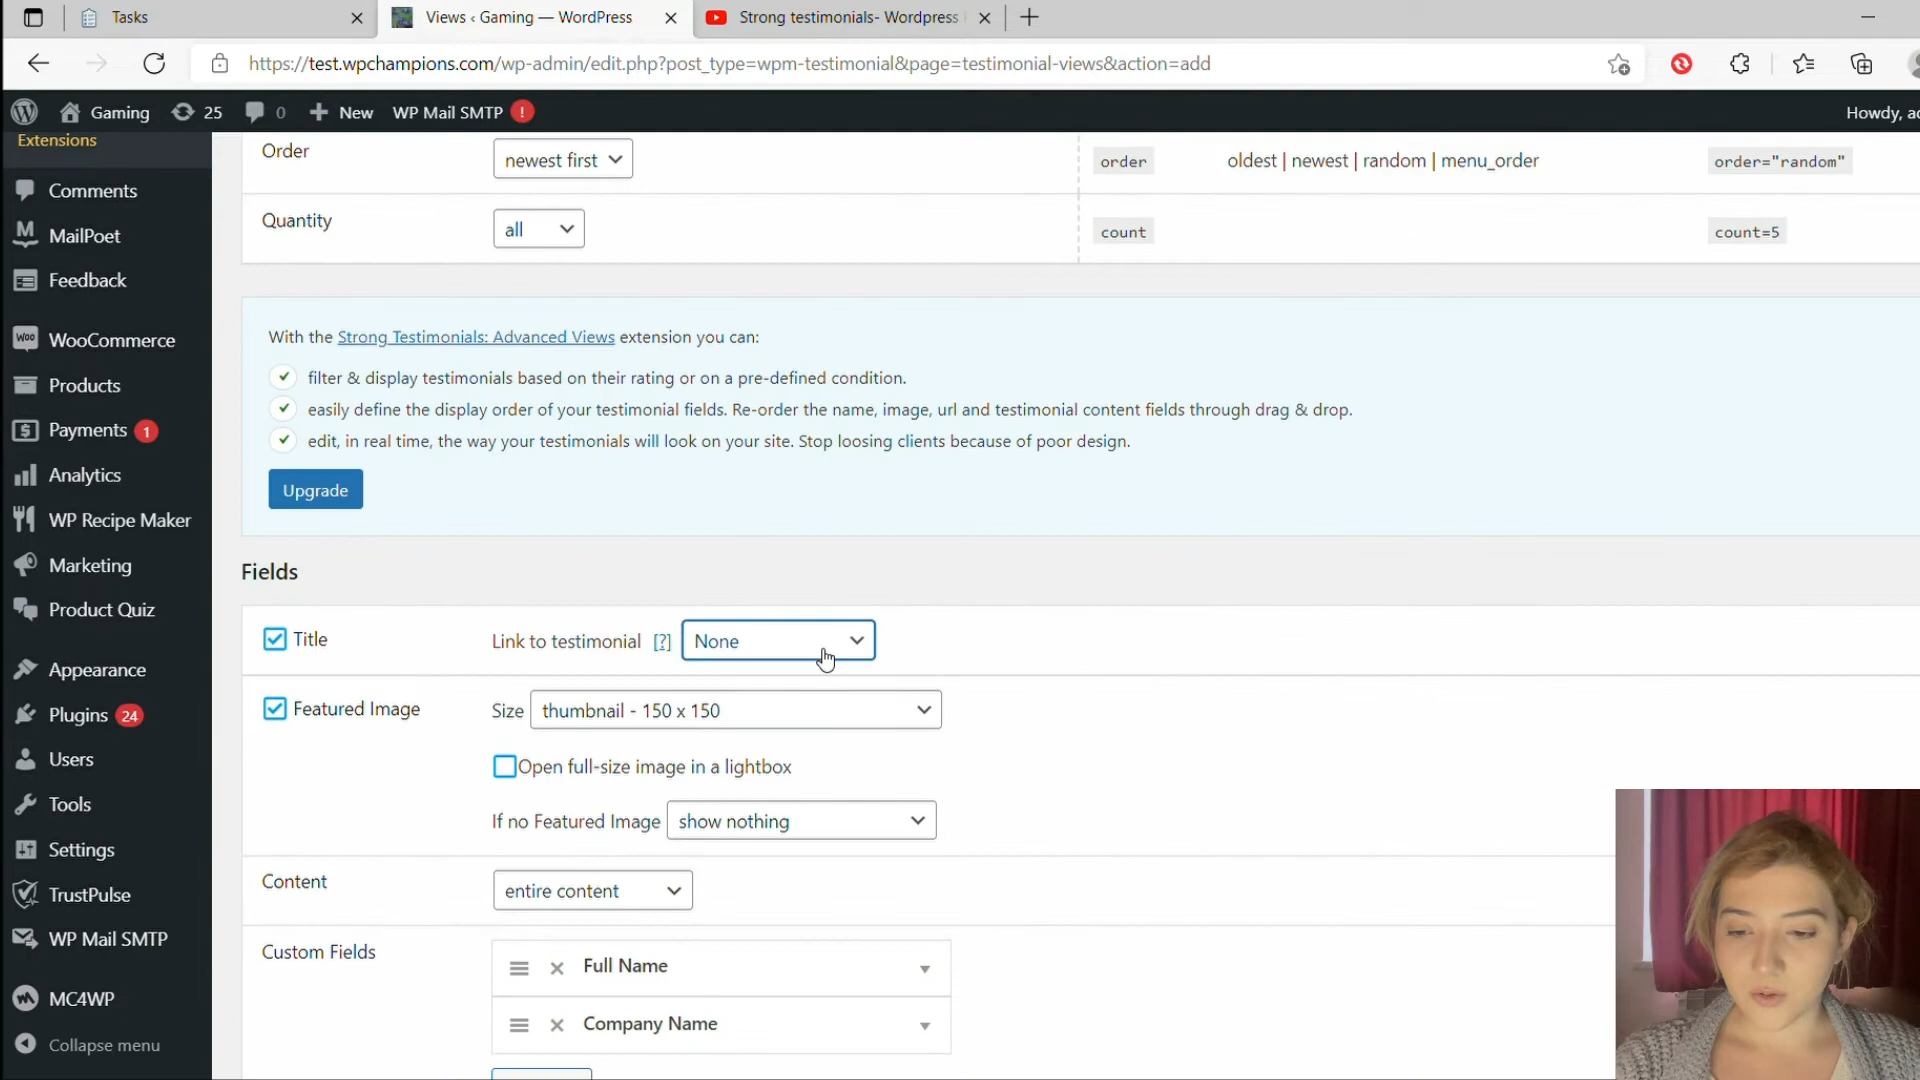 Tasks
Views ‹ Gaming — WordPress
Strong testimonials- Wordpress
https://test.wpchampions.com/wp-admin/edit.php?post_type=wpm-testimonial&page=testimonial-views&action=add
Gaming 25 0 New WP Mail SMTP !
Howdy,
Extensions
Comments
MailPoet
Feedback
WooCommerce
Products
Payments 1
Analytics
WP Recipe Maker
Marketing
Product Quiz
Appearance
Plugins 24
Users
Tools
Settings
TrustPulse
WP Mail SMTP
MC4WP
Collapse menu
Order newest first order oldest | newest | random | menu_order order="random"
Quantity all count count=5
With the Strong Testimonials: Advanced Views extension you can:
filter & display testimonials based on their rating or on a pre-defined condition.
easily define the display order of your testimonial fields. Re-order the name, image, url and testimonial content fields through drag & drop.
edit, in real time, the way your testimonials will look on your site. Stop loosing clients because of poor design.
Upgrade
Fields
Title Link to testimonial [?] None
Featured Image Size thumbnail - 150 x 150
Open full-size image in a lightbox
If no Featured Image show nothing
Content entire content
Custom Fields
Full Name
Company Name